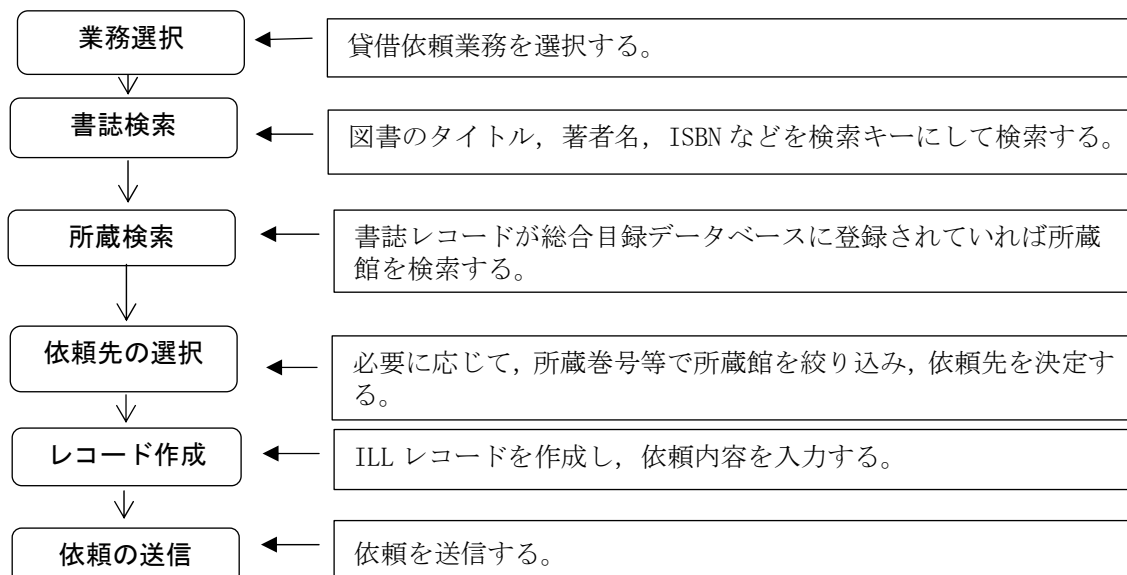 業務選択
貸借依頼業務を選択する。
書誌検索
図書のタイトル，著者名，ISBN などを検索キーにして検索する。
所蔵検索
書誌レコードが総合目録データベースに登録されていれば所蔵
館を検索する。
依頼先の選択
必要に応じて，所蔵巻号等で所蔵館を絞り込み，依頼先を決定す
る。
レコード作成
ILL レコードを作成し，依頼内容を入力する。
依頼の送信
依頼を送信する。